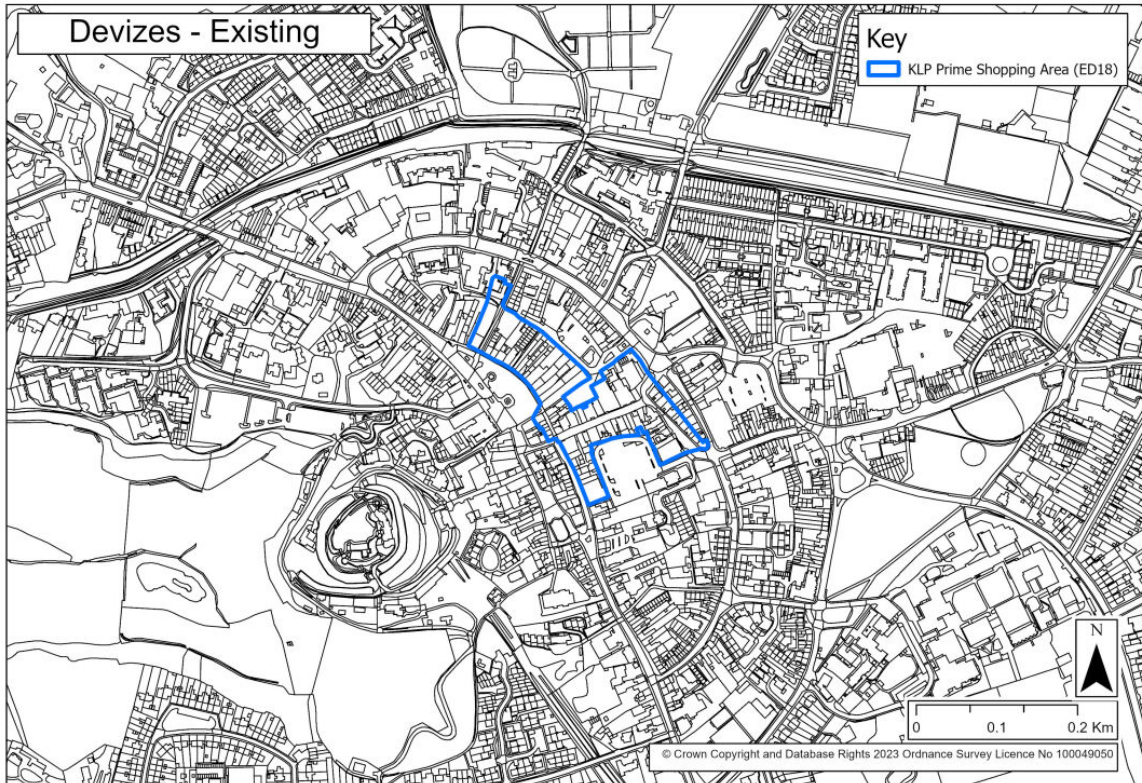 Devizes - Existing
Key
KLP Prime Shopping Area (ED18)
N
0 0.1 0.2 Km
© Crown Copyright and Database Rights 2023 Ordnance Survey Licence No 100049050